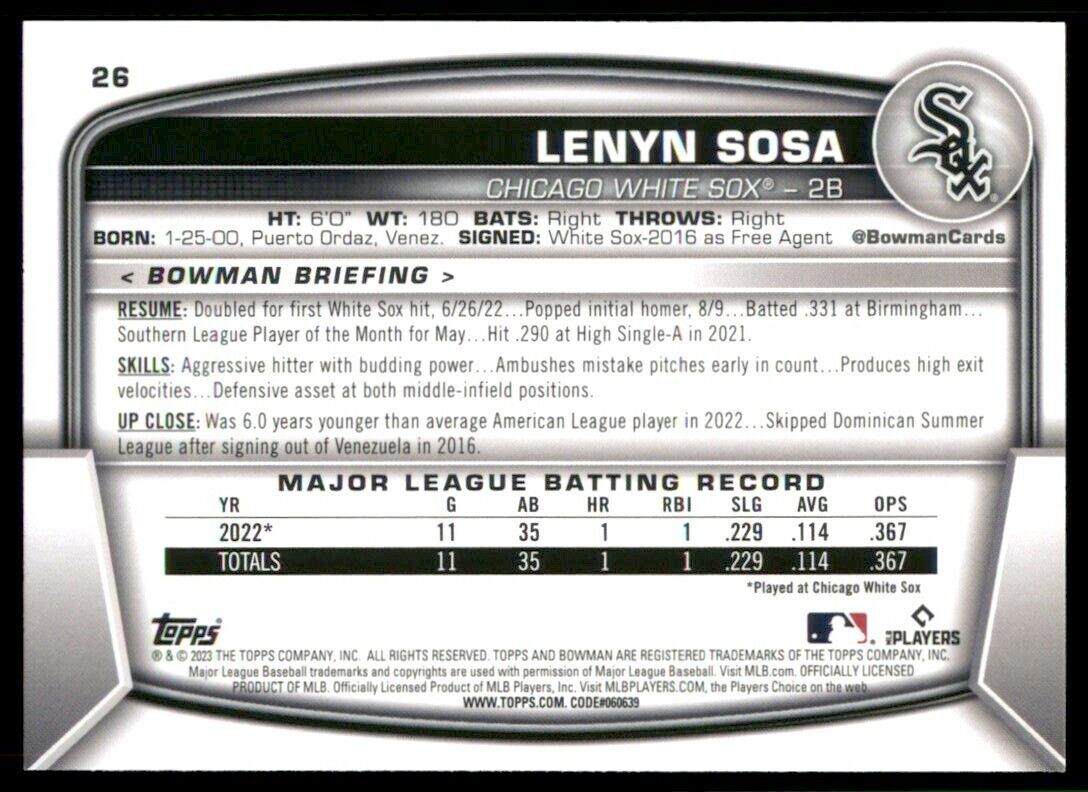 26
LENYN SOSA
Sox
CHICAGO WHITE SOX® – 2B
HT: 6'0" WT: 180 BATS: Right THROWS: Right
BORN: 1-25-00, Puerto Ordaz, Venez. SIGNED: White Sox-2016 as Free Agent @BowmanCards
< BOWMAN BRIEFING >
RESUME: Doubled for first White Sox hit, 6/26/22...Popped initial homer, 8/9...Batted .331 at Birmingham...
Southern League Player of the Month for May...Hit .290 at High Single-A in 2021.
SKILLS: Aggressive hitter with budding power...Ambushes mistake pitches early in count...Produces high exit
velocities...Defensive asset at both middle-infield positions.
UP CLOSE: Was 6.0 years younger than average American League player in 2022...Skipped Dominican Summer
League after signing out of Venezuela in 2016.
MAJOR LEAGUE BATTING RECORD
YR G AB HR RBI SLG AVG OPS
2022* 11 35 1 1 .229 .114 .367
TOTALS 11 35 1 1 .229 .114 .367
*Played at Chicago White Sox
TOPPS MLB PLAYERS
® & © 2023 THE TOPPS COMPANY, INC. ALL RIGHTS RESERVED. TOPPS AND BOWMAN ARE REGISTERED TRADEMARKS OF THE TOPPS COMPANY, INC.
Major League Baseball trademarks and copyrights are used with permission of Major League Baseball. Visit MLB.com. OFFICIALLY LICENSED
PRODUCT OF MLB. Officially Licensed Product of MLB Players, Inc. Visit MLBPLAYERS.COM, the Players Choice on the web.
WWW.TOPPS.COM. CODE#060639